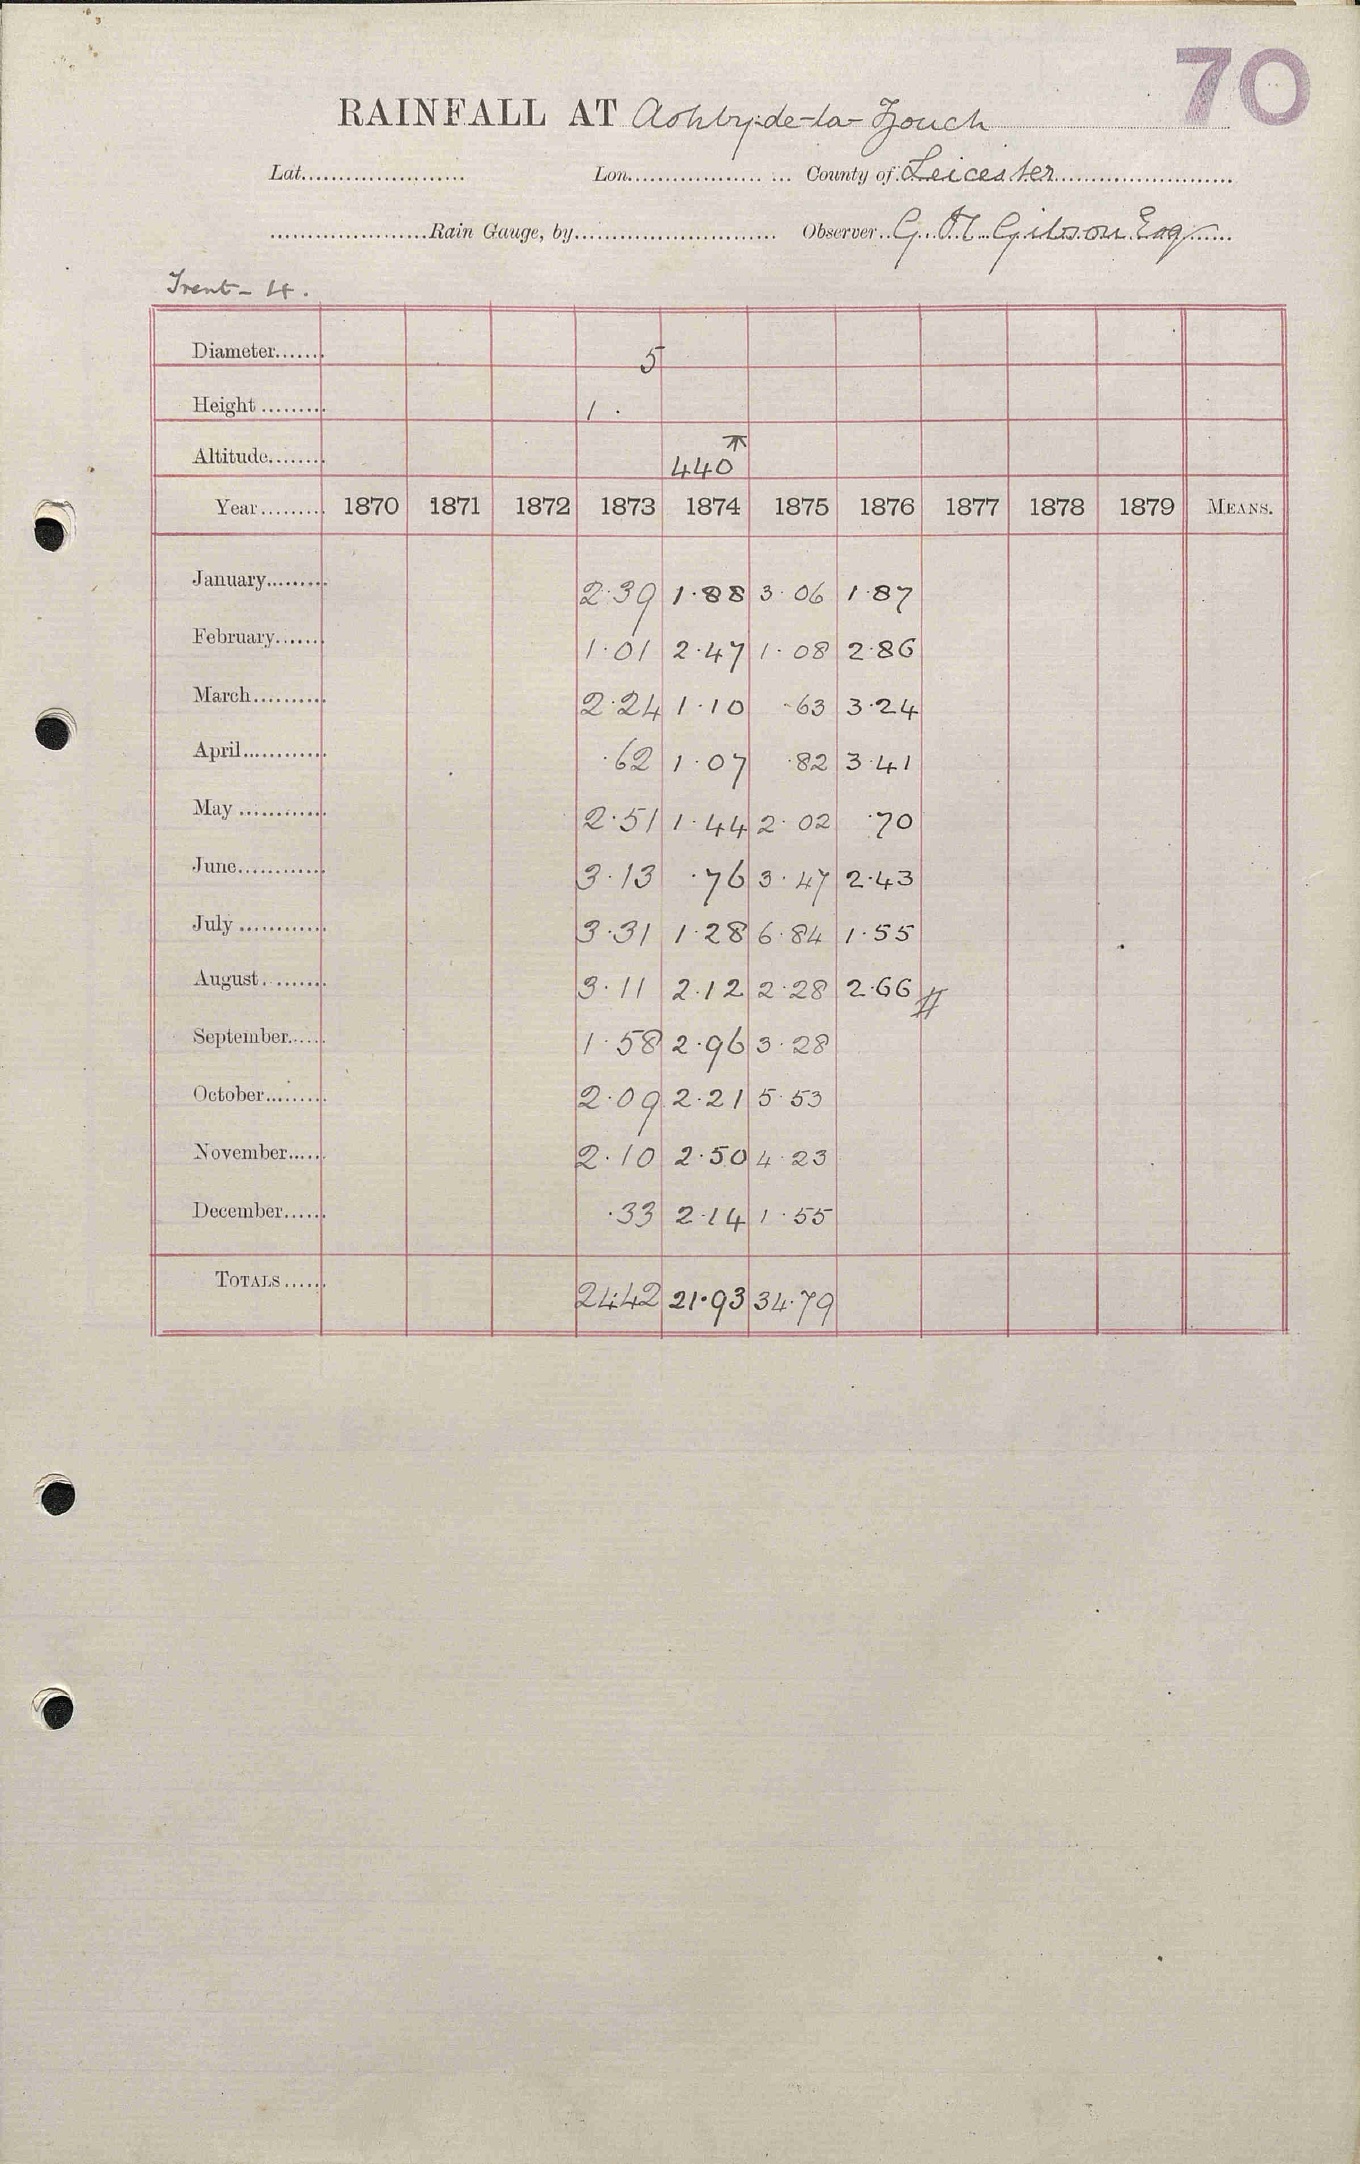 70
RAINFALL AT Ashby-de-la-Zouch
Lat. Lon. County of Leicester
Rain Gauge, by Observer G. H. Gibson Esq
Trent - 4.
Diameter 5
Height 1 ·
Altitude 440
Year 1870 1871 1872 1873 1874 1875 1876 1877 1878 1879 MEANS.
January 2·39 1·88 3·06 1·87
February 1·01 2·47 1·08 2·86
March 2·24 1·10 ·63 3·24
April ·62 1·07 ·82 3·41
May 2·51 1·44 2·02 ·70
June 3·13 ·76 3·47 2·43
July 3·31 1·28 6·84 1·55
August 3·11 2·12 2·28 2·66
September 1·58 2·96 3·28
October 2·09 2·21 5·53
November 2·10 2·50 4·23
December ·33 2·14 1·55
TOTALS 24·42 21·93 34·79